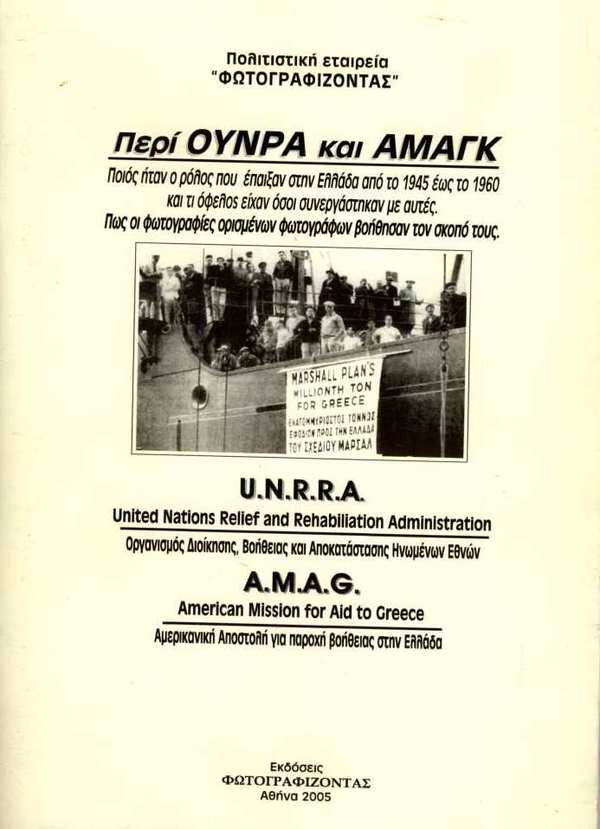 Πολιτιστική εταιρεία
"ΦΩΤΟΓΡΑΦΙΖΟΝΤΑΣ"
Περί ΟΥΝΡΑ και ΑΜΑΓΚ
Ποιός ήταν ο ρόλος που έπαιξαν στην Ελλάδα από το 1945 έως το 1960
και τι όφελος είχαν όσοι συνεργάστηκαν με αυτές.
Πως οι φωτογραφίες ορισμένων φωτογράφων βοήθησαν τον σκοπό τους.
MARSHALL PLAN'S
MILLIONTH TON
FOR GREECE
ΕΚΑΤΟΜΜΥΡΙΟΣΤΟΣ ΤΟΝΝΟΣ
ΕΦΟΔΙΩΝ ΠΡΟΣ ΤΗΝ ΕΛΛΑΔΑ
ΤΟΥ ΣΧΕΔΙΟΥ ΜΑΡΣΑΛ
U.N.R.R.A.
United Nations Relief and Rehabiliation Administration
Οργανισμός Διοίκησης, Βοήθειας και Αποκατάστασης Ηνωμένων Εθνών
A.M.A.G.
American Mission for Aid to Greece
Αμερικανική Αποστολή για παροχή βοήθειας στην Ελλάδα
Εκδόσεις
ΦΩΤΟΓΡΑΦΙΖΟΝΤΑΣ
Αθήνα 2005